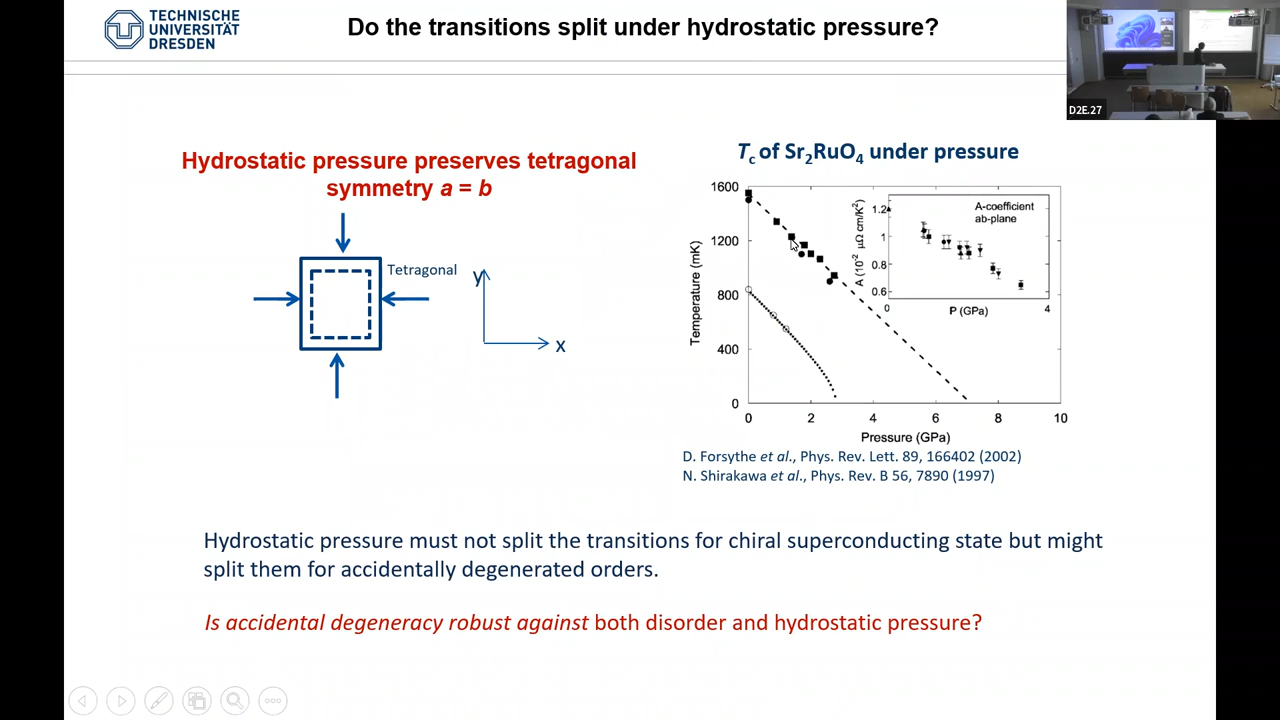 TECHNISCHE
UNIVERSITÄT
DRESDEN
Do the transitions split under hydrostatic pressure?
D2E.27
Hydrostatic pressure preserves tetragonal
symmetry a = b
Tetragonal
y
x
Tc of Sr2RuO4 under pressure
1600
1200
800
400
0
Temperature (mK)
0 2 4 6 8 10
Pressure (GPa)
A-coefficient
ab-plane
1.2
1
0.8
0.6
A (10⁻² μΩ cm/K²)
0 4
P (GPa)
D. Forsythe et al., Phys. Rev. Lett. 89, 166402 (2002)
N. Shirakawa et al., Phys. Rev. B 56, 7890 (1997)
Hydrostatic pressure must not split the transitions for chiral superconducting state but might
split them for accidentally degenerated orders.
Is accidental degeneracy robust against both disorder and hydrostatic pressure?